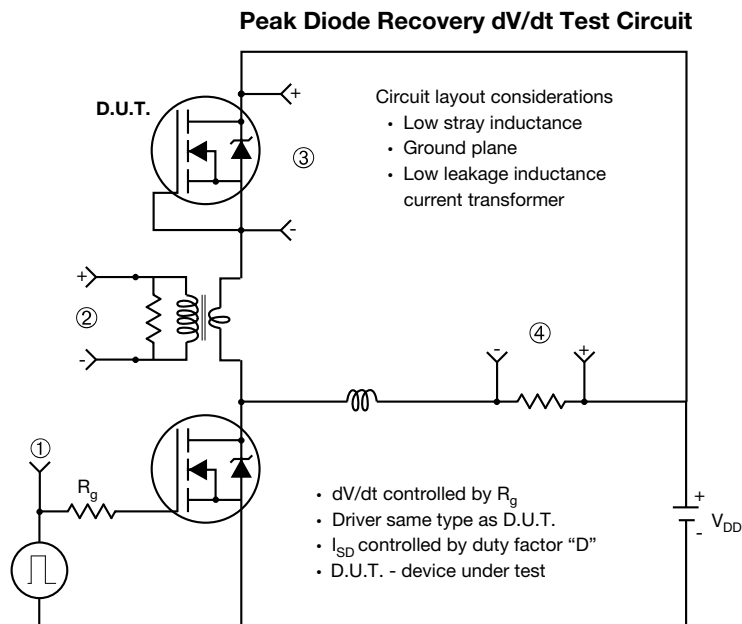 Peak Diode Recovery dV/dt Test Circuit
D.U.T.
+
③
-
Circuit layout considerations
• Low stray inductance
• Ground plane
• Low leakage inductance
current transformer
+
②
-
-
④
+
①
Rg
• dV/dt controlled by Rg
• Driver same type as D.U.T.
• ISD controlled by duty factor “D”
• D.U.T. - device under test
+
VDD
-